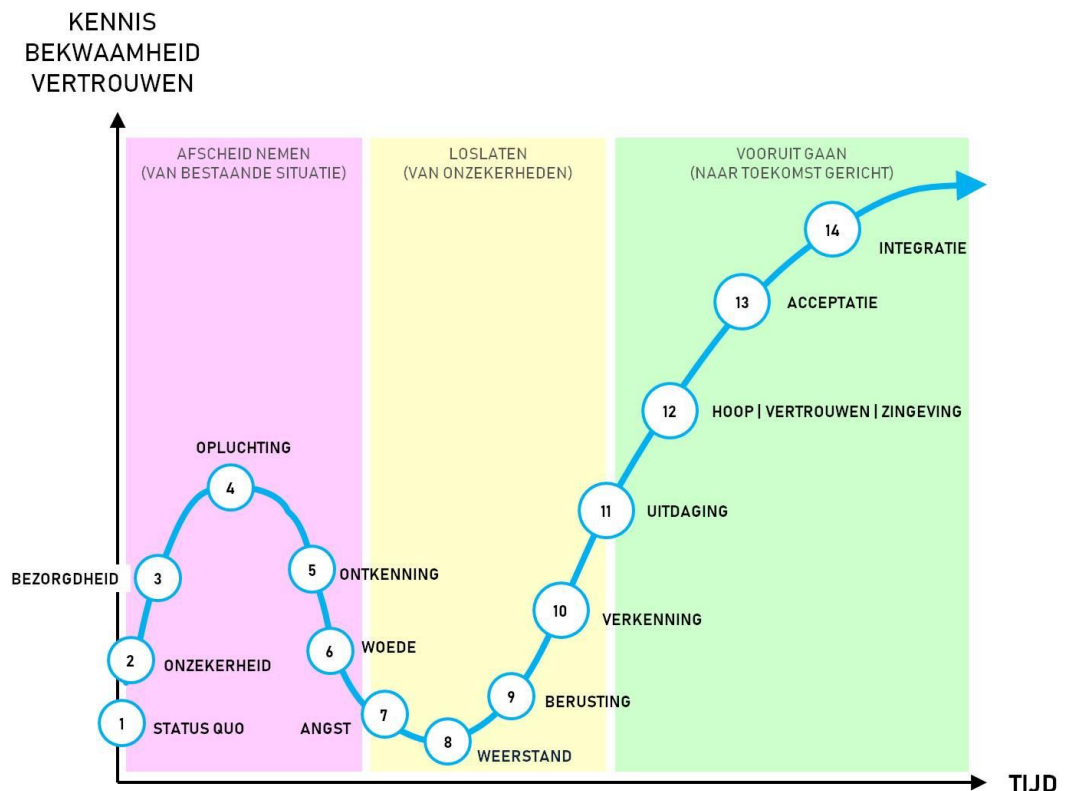 KENNIS
BEKWAAMHEID
VERTROUWEN
AFSCHEID NEMEN
(VAN BESTAANDE SITUATIE)
LOSLATEN
(VAN ONZEKERHEDEN)
VOORUIT GAAN
(NAAR TOEKOMST GERICHT)
14
INTEGRATIE
13
ACCEPTATIE
12
HOOP | VERTROUWEN | ZINGEVING
OPLUCHTING
4
11
UITDAGING
BEZORGDHEID
3
5
ONTKENNING
10
VERKENNING
2
ONZEKERHEID
6
WOEDE
9
BERUSTING
1
STATUS QUO
ANGST
7
8
WEERSTAND
TIJD